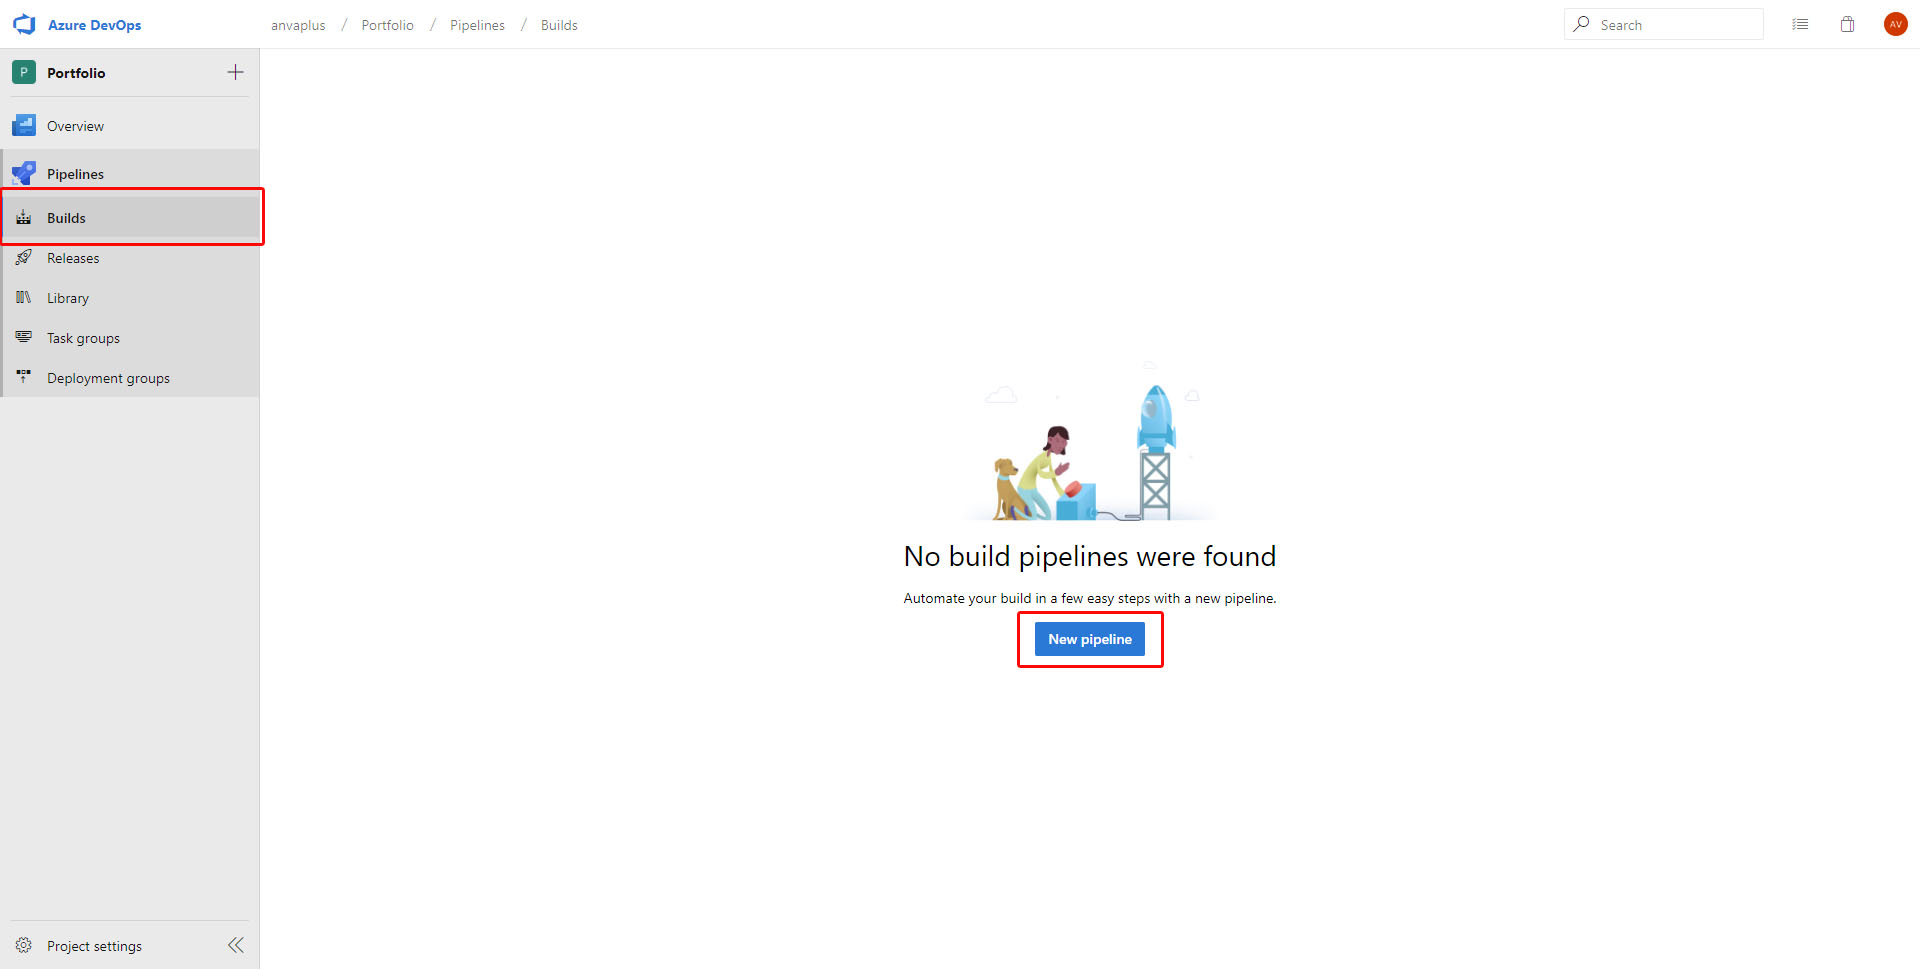 Azure DevOps
anvaplus / Portfolio / Pipelines / Builds
Search
AV
P Portfolio
Overview
Pipelines
Builds
Releases
Library
Task groups
Deployment groups
No build pipelines were found
Automate your build in a few easy steps with a new pipeline.
New pipeline
Project settings